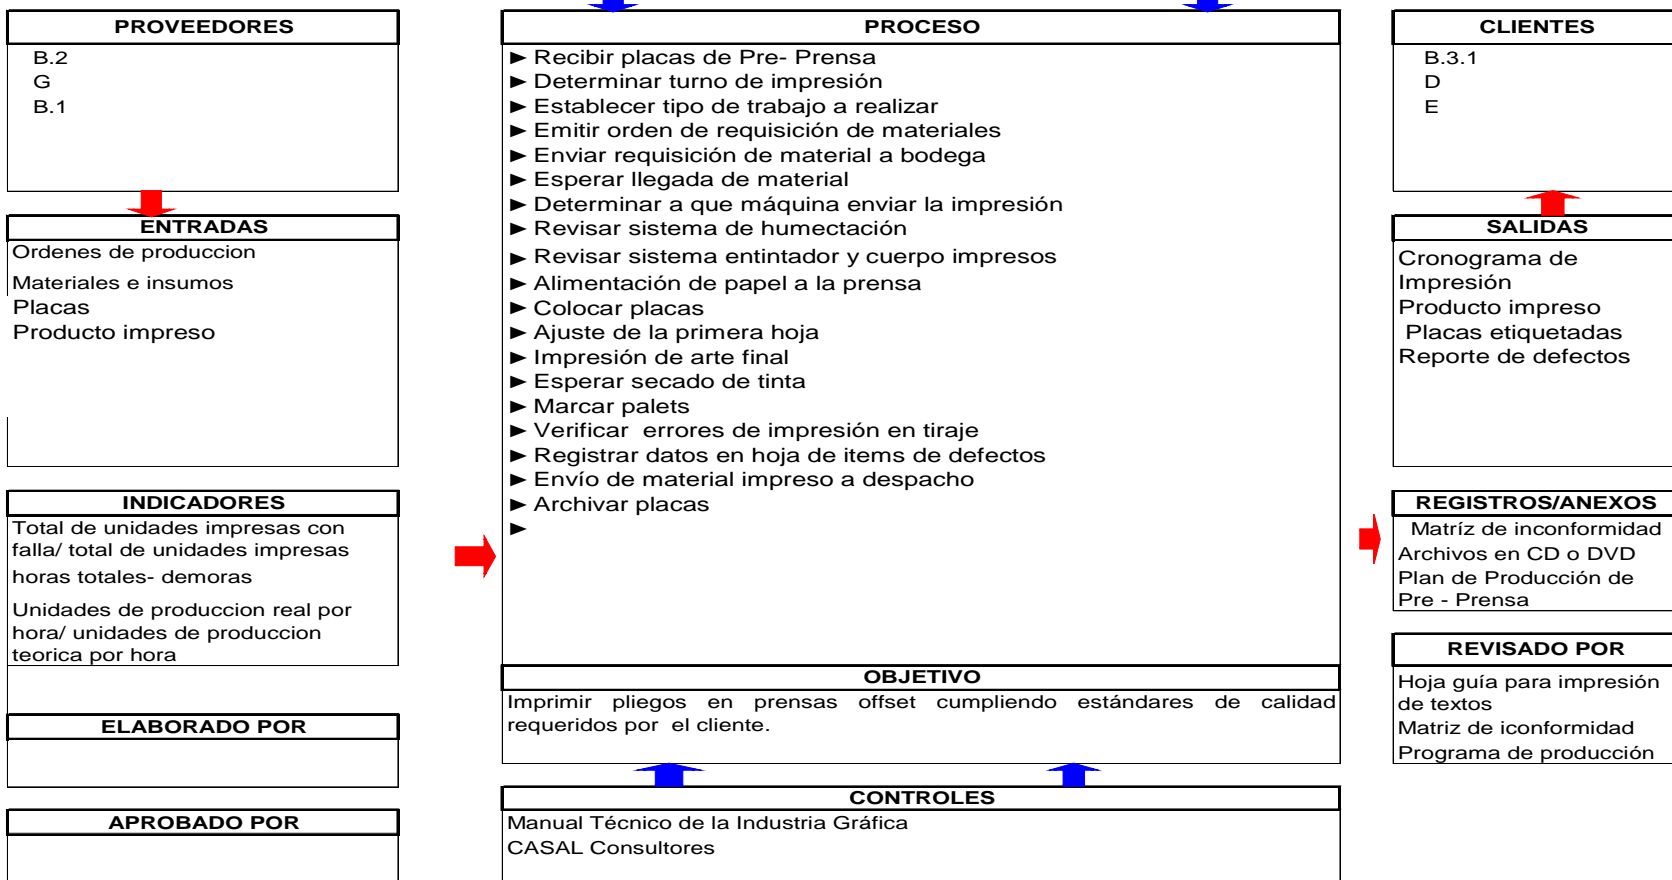 PROVEEDORES
B.2
G
B.1
ENTRADAS
Ordenes de produccion
Materiales e insumos
Placas
Producto impreso
INDICADORES
Total de unidades impresas con
falla/ total de unidades impresas
horas totales- demoras
Unidades de produccion real por
hora/ unidades de produccion
teorica por hora
ELABORADO POR
APROBADO POR
PROCESO
► Recibir placas de Pre- Prensa
► Determinar turno de impresión
► Establecer tipo de trabajo a realizar
► Emitir orden de requisición de materiales
► Enviar requisición de material a bodega
► Esperar llegada de material
► Determinar a que máquina enviar la impresión
► Revisar sistema de humectación
► Revisar sistema entintador y cuerpo impresos
► Alimentación de papel a la prensa
► Colocar placas
► Ajuste de la primera hoja
► Impresión de arte final
► Esperar secado de tinta
► Marcar palets
► Verificar errores de impresión en tiraje
► Registrar datos en hoja de items de defectos
► Envío de material impreso a despacho
► Archivar placas
►
OBJETIVO
Imprimir pliegos en prensas offset cumpliendo estándares de calidad
requeridos por el cliente.
CONTROLES
Manual Técnico de la Industria Gráfica
CASAL Consultores
CLIENTES
B.3.1
D
E
SALIDAS
Cronograma de
Impresión
Producto impreso
Placas etiquetadas
Reporte de defectos
REGISTROS/ANEXOS
Matríz de inconformidad
Archivos en CD o DVD
Plan de Producción de
Pre - Prensa
REVISADO POR
Hoja guía para impresión
de textos
Matriz de iconformidad
Programa de producción